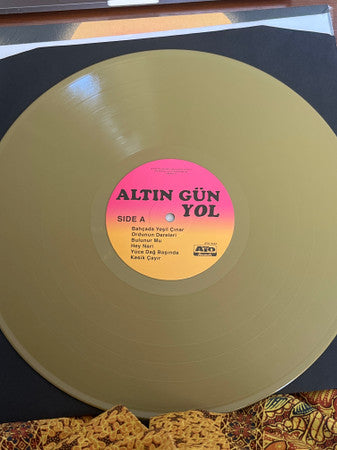 ALTIN GÜN
YOL
SIDE A
Bahçada Yeşil Çınar
Ordunun Dereleri
Bulunur Mu
Hey Nari
Yüce Dağ Başında
Kesik Çayır
ATO
Records